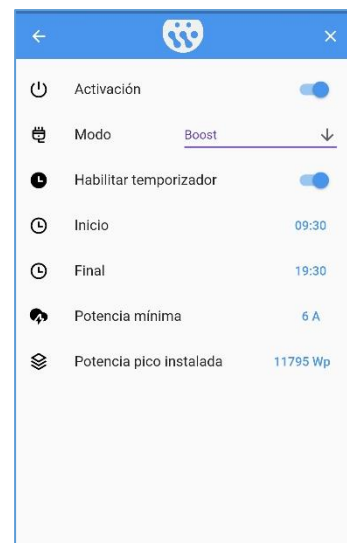 Activación
Modo Boost
Habilitar temporizador
Inicio 09:30
Final 19:30
Potencia mínima 6 A
Potencia pico instalada 11795 Wp